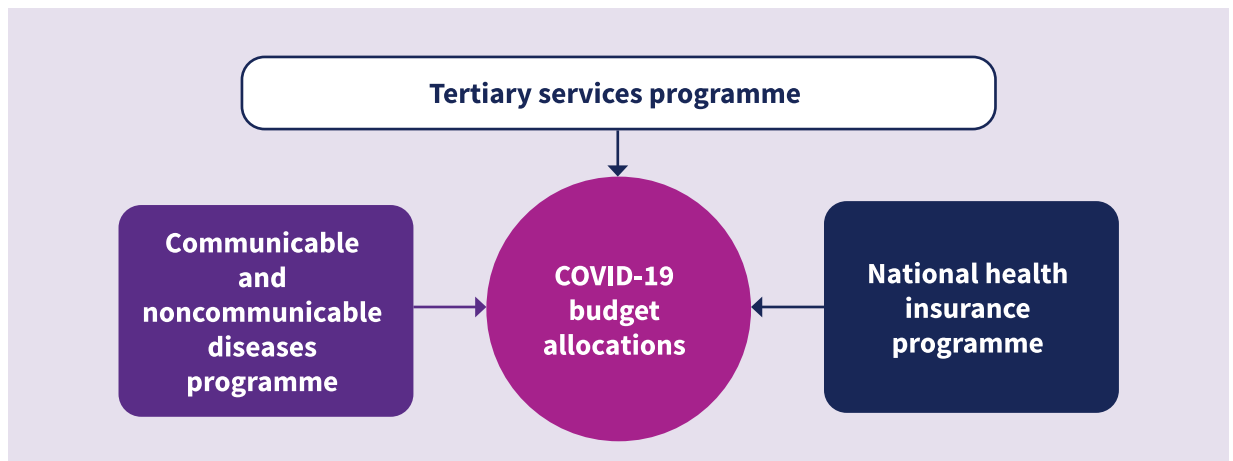 Tertiary services programme
Communicable
and
noncommunicable
diseases
programme
COVID-19
budget
allocations
National health
insurance
programme